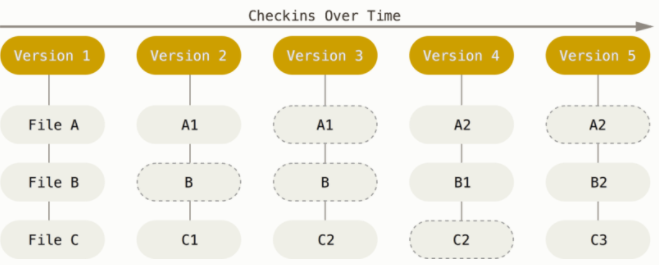 Checkins Over Time
Version 1 Version 2 Version 3 Version 4 Version 5
File A A1 A1 A2 A2
File B B B B1 B2
File C C1 C2 C2 C3